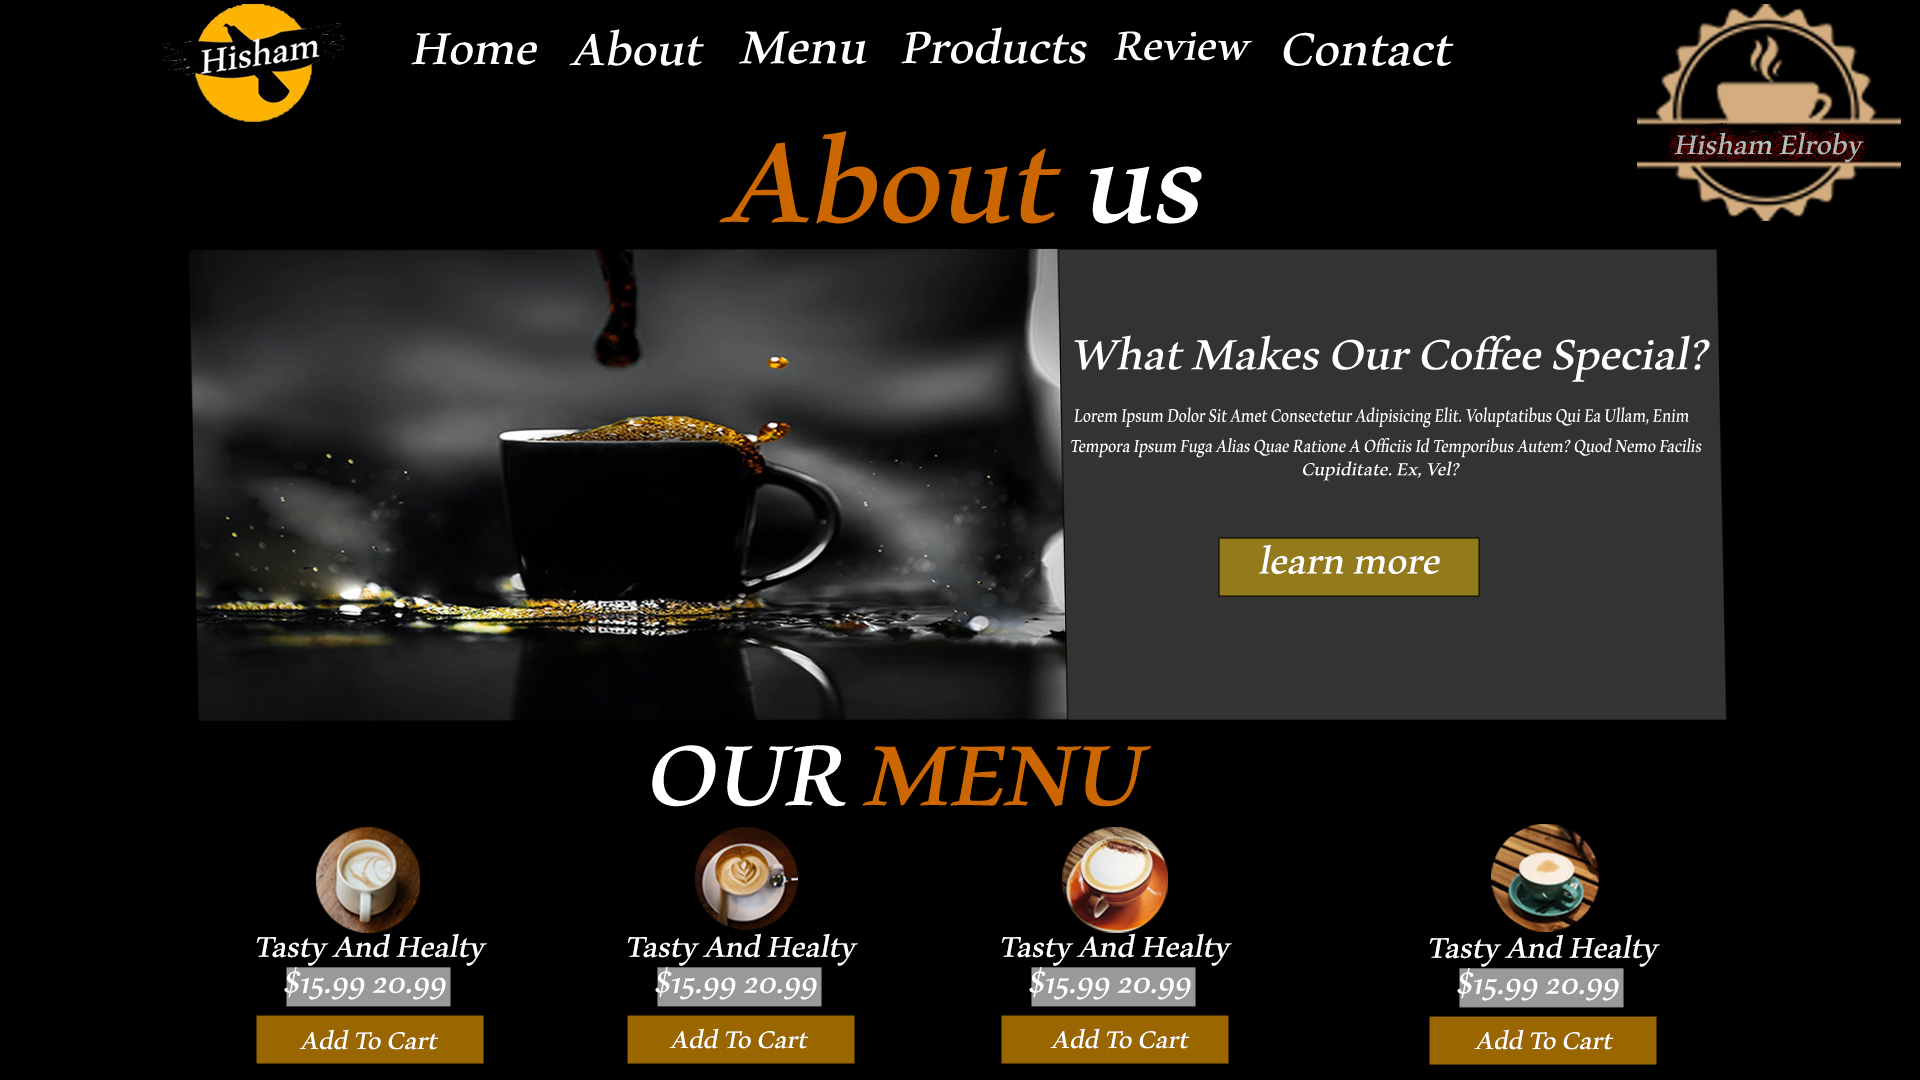 Hisham
Home About Menu Products Review Contact
Hisham Elroby
About us
What Makes Our Coffee Special?
Lorem Ipsum Dolor Sit Amet Consectetur Adipisicing Elit. Voluptatibus Qui Ea Ullam, Enim
Tempora Ipsum Fuga Alias Quae Ratione A Officiis Id Temporibus Autem? Quod Nemo Facilis
Cupiditate. Ex, Vel?
learn more
OUR MENU
Tasty And Healty
$15.99 20.99
Add To Cart
Tasty And Healty
$15.99 20.99
Add To Cart
Tasty And Healty
$15.99 20.99
Add To Cart
Tasty And Healty
$15.99 20.99
Add To Cart